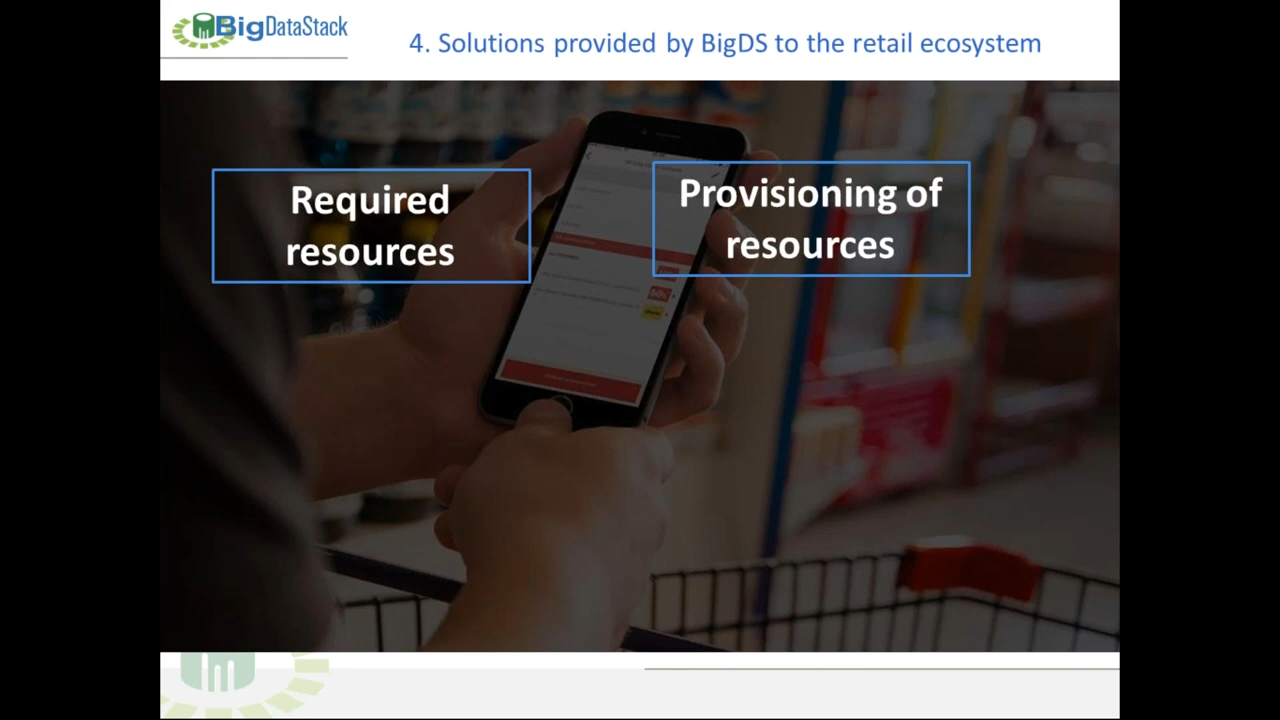 BigDataStack
4. Solutions provided by BigDS to the retail ecosystem
Required
resources
Provisioning of
resources